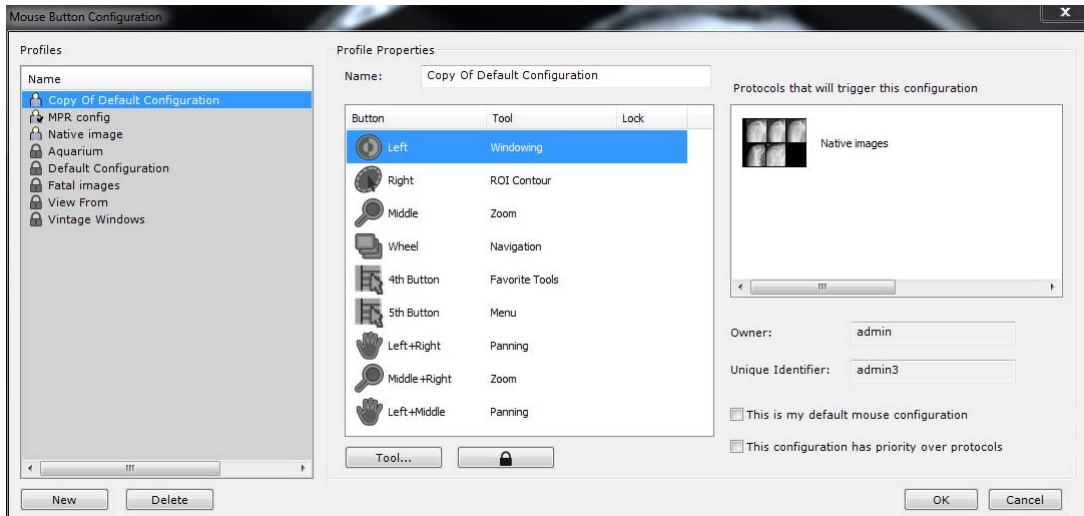 Mouse Button Configuration
x
Profiles
Name
Copy Of Default Configuration
MPR config
Native image
Aquarium
Default Configuration
Fatal images
View From
Vintage Windows
New Delete
Profile Properties
Name: Copy Of Default Configuration
Button Tool Lock
Left Windowing
Right ROI Contour
Middle Zoom
Wheel Navigation
4th Button Favorite Tools
5th Button Menu
Left+Right Panning
Middle+Right Zoom
Left+Middle Panning
Tool...
Protocols that will trigger this configuration
Native images
Owner: admin
Unique Identifier: admin3
This is my default mouse configuration
This configuration has priority over protocols
OK Cancel